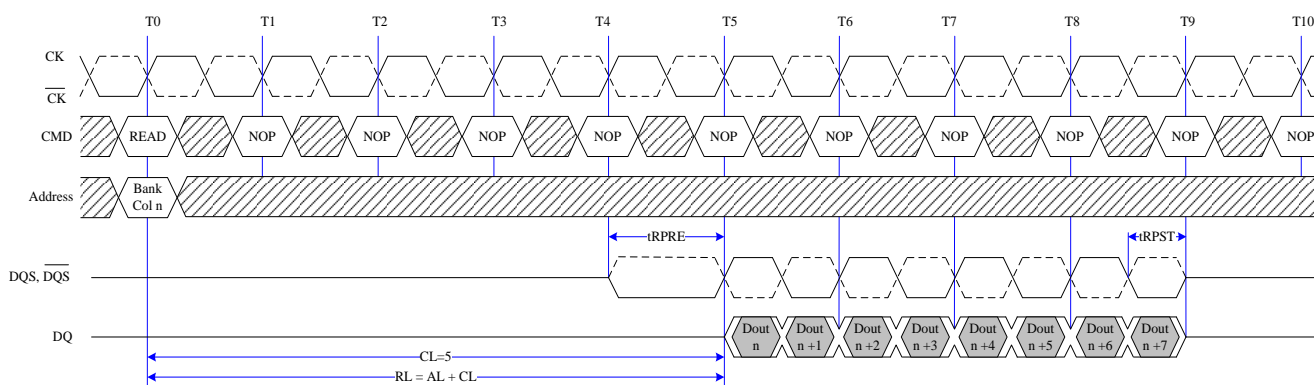 T0 T1 T2 T3 T4 T5 T6 T7 T8 T9 T10
CK
CK
CMD READ NOP NOP NOP NOP NOP NOP NOP NOP NOP NOP
Address Bank
Col n
tRPRE tRPST
DQS, DQS
DQ Dout Dout Dout Dout Dout Dout Dout Dout
n n +1 n +2 n +3 n +4 n +5 n +6 n +7
CL=5
RL = AL + CL